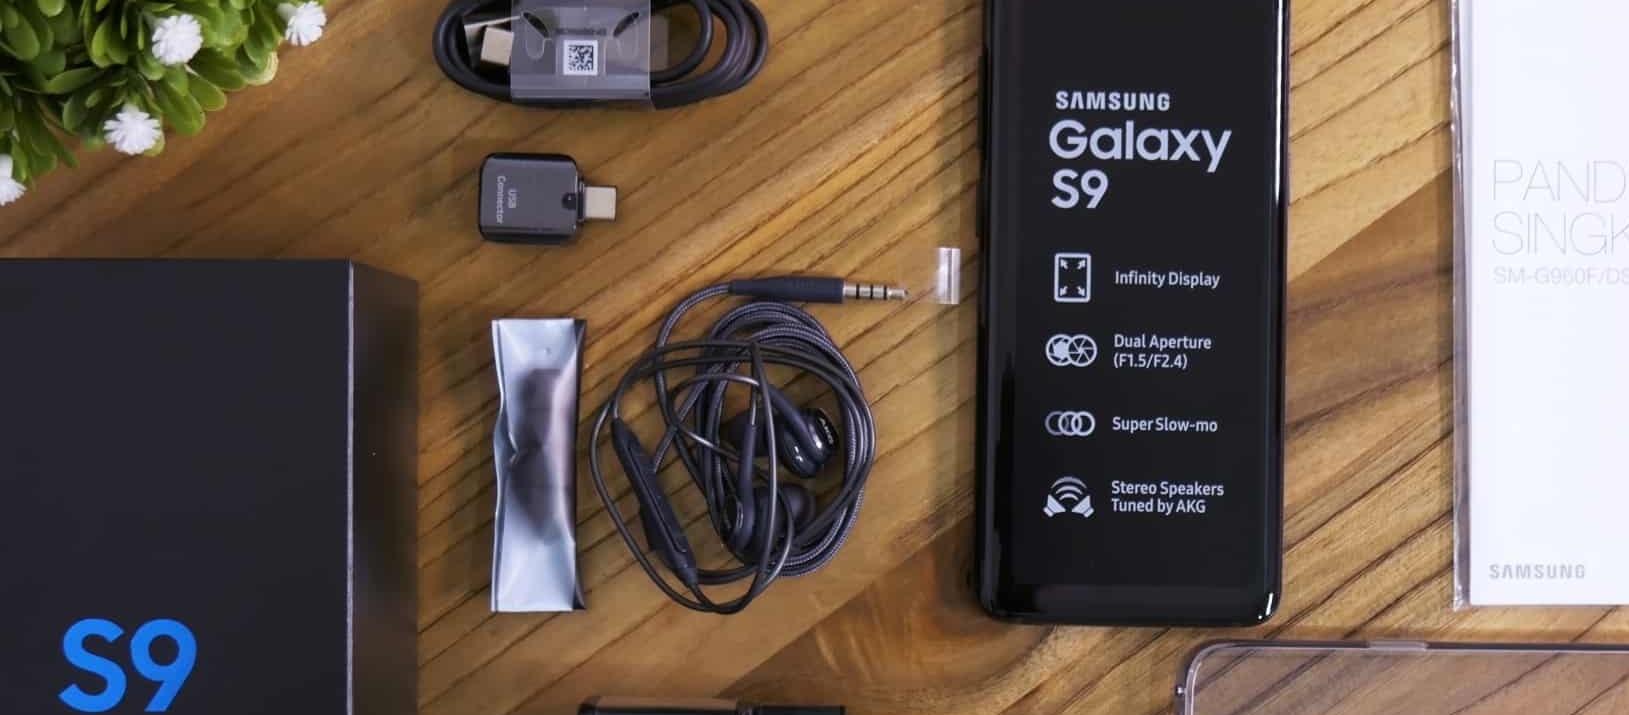 USB
Connector
SAMSUNG
Galaxy
S9
Infinity Display
Dual Aperture
(F1.5/F2.4)
Super Slow-mo
Stereo Speakers
Tuned by AKG
AKG
S9
PAND
SINGK
SM-G960F/DS
SAMSUNG